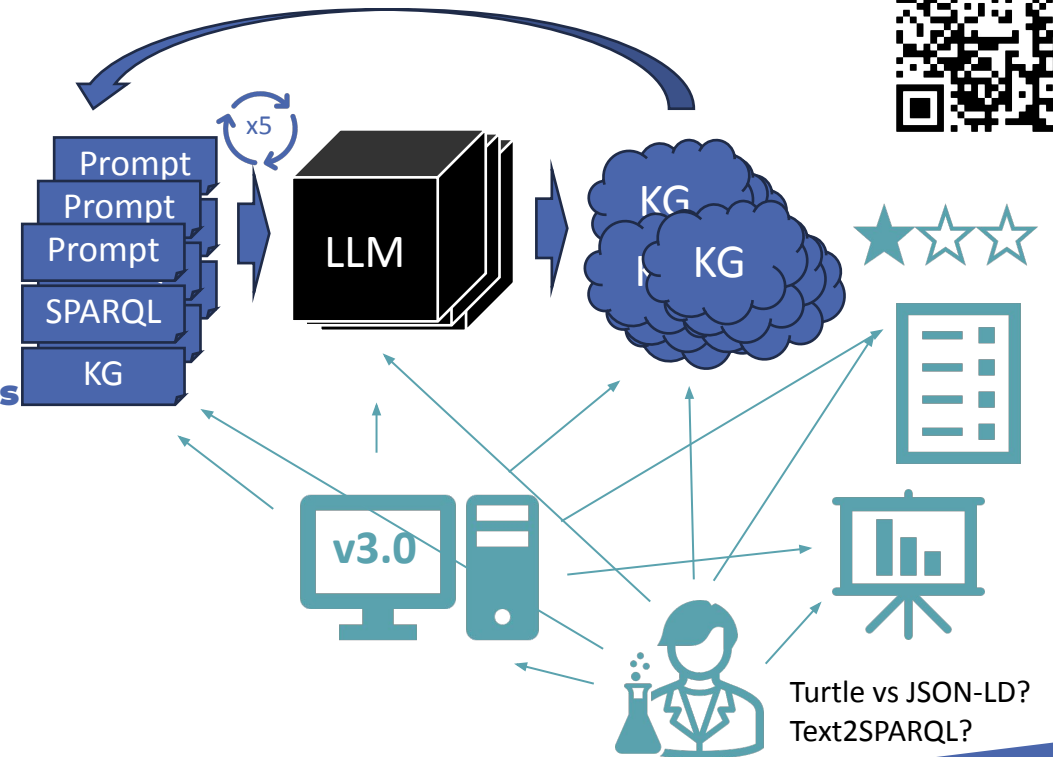 x5
Prompt
Prompt
Prompt
SPARQL
KG
s
LLM
KG
KG
v3.0
Turtle vs JSON-LD?
Text2SPARQL?